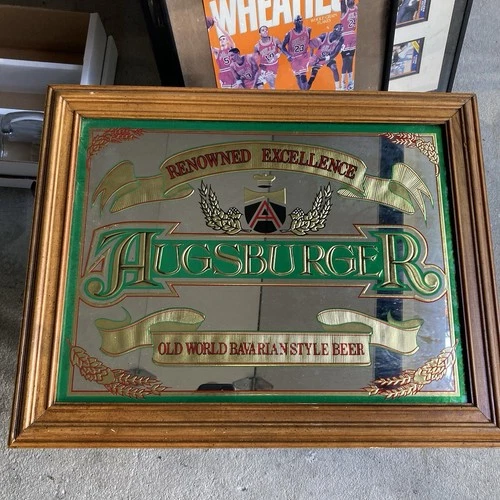 WHEATIES
23
RENOWNED EXCELLENCE
A
AUGSBURGER
OLD WORLD BAVARIAN STYLE BEER